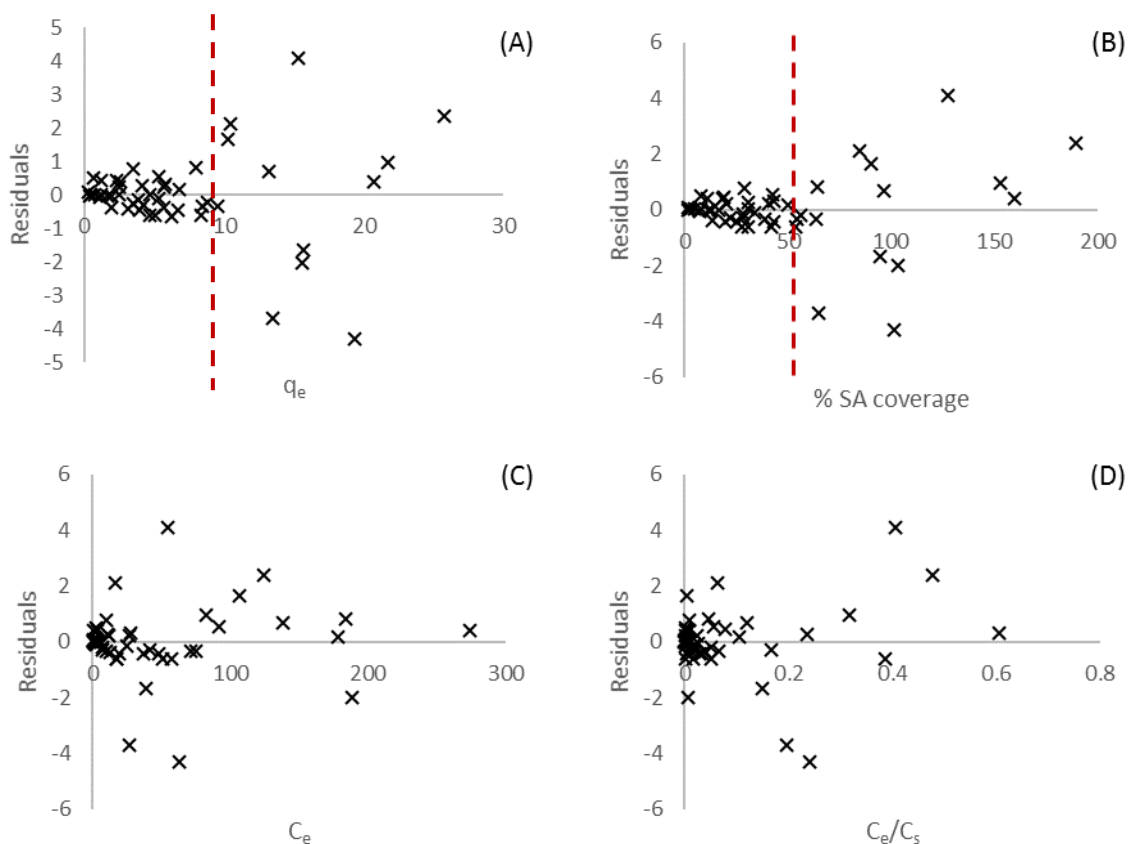 (A)
5
4
3
2
1
0
-1
-2
-3
-4
-5
0 10 20 30
Residuals
qₑ
(B)
6
4
2
0
-2
-4
-6
0 50 100 150 200
Residuals
% SA coverage
(C)
6
4
2
0
-2
-4
-6
0 100 200 300
Residuals
Cₑ
(D)
6
4
2
0
-2
-4
-6
0 0.2 0.4 0.6 0.8
Residuals
Cₑ/Cₛ